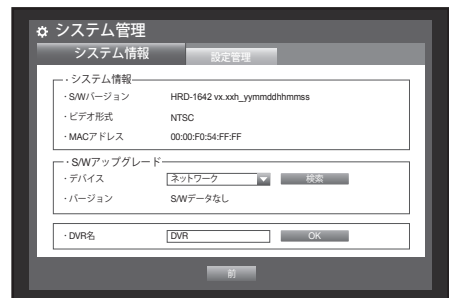 システム管理
システム情報
設定管理
・システム情報
・S/Wバージョン HRD-1642 vx.xxh_yymmddhhmmss
・ビデオ形式 NTSC
・MACアドレス 00:00:F0:54:FF:FF
・S/Wアップグレード
・デバイス ネットワーク 検索
・バージョン S/Wデータなし
・DVR名 DVR OK
前